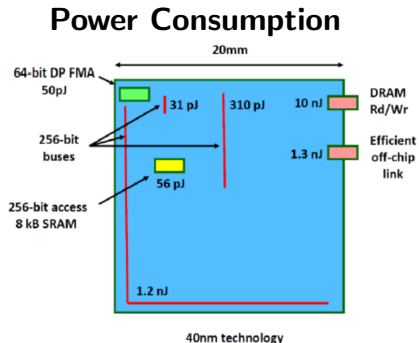 Power Consumption
20mm
64-bit DP FMA
50pJ
31 pJ
310 pJ
10 nJ
DRAM
Rd/Wr
256-bit
buses
1.3 nJ
Efficient
off-chip
link
56 pJ
256-bit access
8 kB SRAM
1.2 nJ
40nm technology